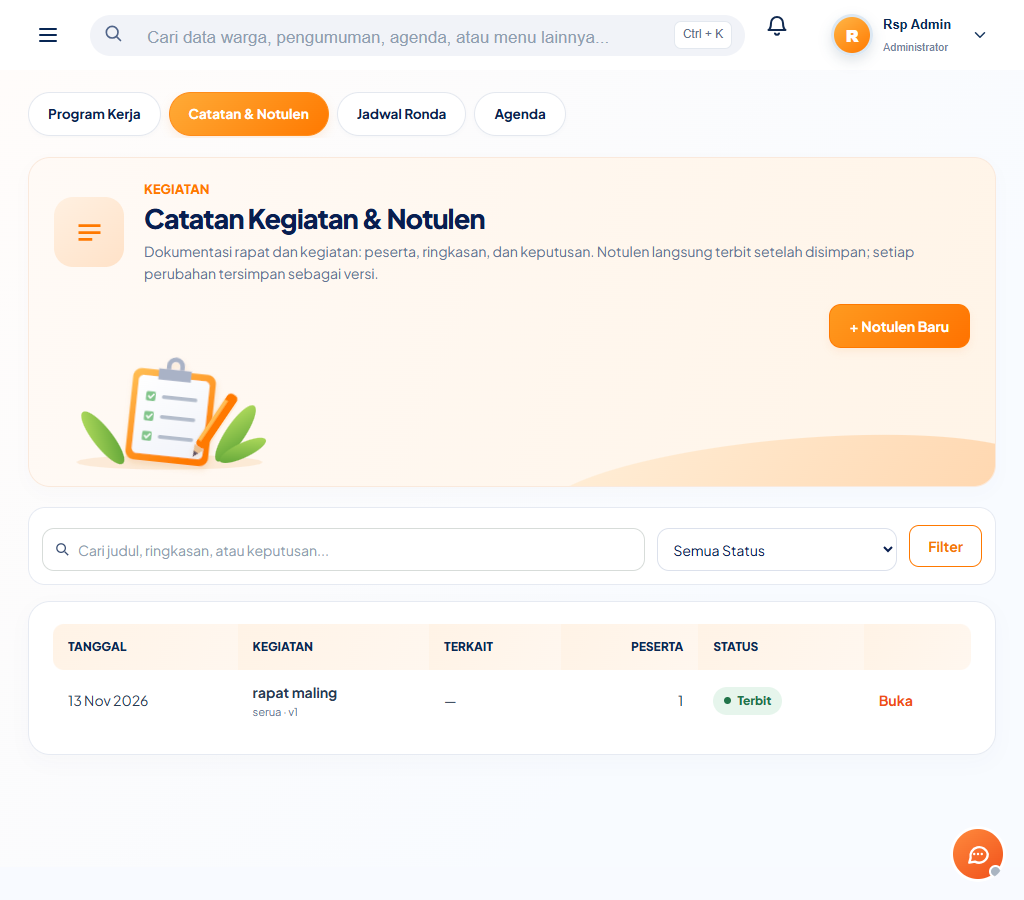 Cari data warga, pengumuman, agenda, atau menu lainnya...
Ctrl + K
R
Rsp Admin
Administrator
Program Kerja
Catatan & Notulen
Jadwal Ronda
Agenda
KEGIATAN
Catatan Kegiatan & Notulen
Dokumentasi rapat dan kegiatan: peserta, ringkasan, dan keputusan. Notulen langsung terbit setelah disimpan; setiap
perubahan tersimpan sebagai versi.
+ Notulen Baru
Cari judul, ringkasan, atau keputusan...
Semua Status
Filter
TANGGAL KEGIATAN TERKAIT PESERTA STATUS
13 Nov 2026 rapat maling — 1 Terbit Buka
serua · v1